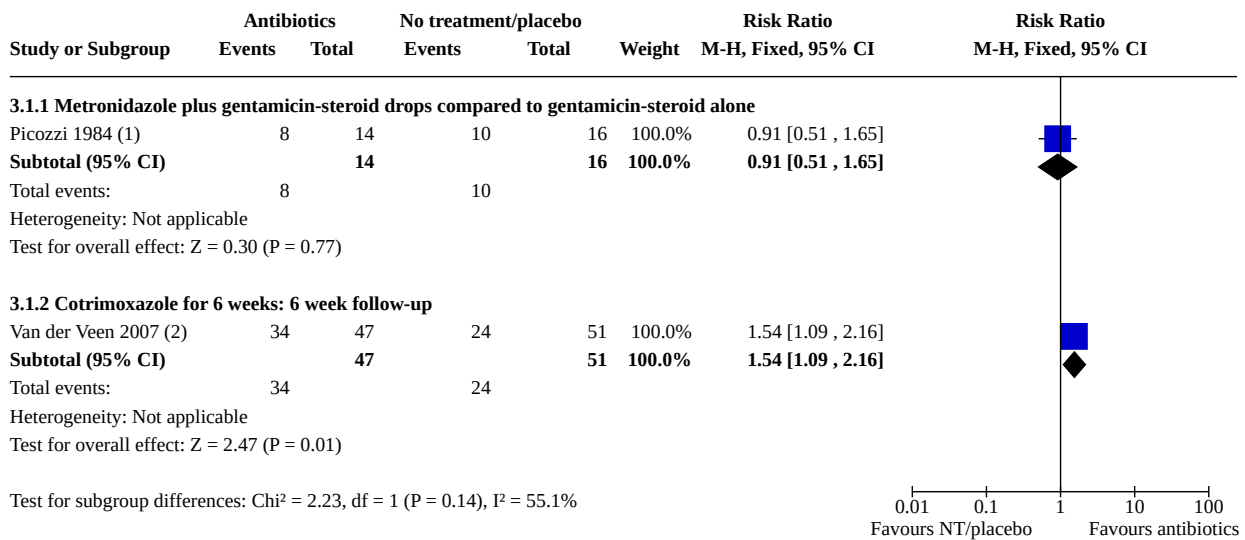 Antibiotics No treatment/placebo Risk Ratio Risk Ratio
Study or Subgroup Events Total Events Total Weight M-H, Fixed, 95% CI M-H, Fixed, 95% CI
3.1.1 Metronidazole plus gentamicin-steroid drops compared to gentamicin-steroid alone
Picozzi 1984 (1) 8 14 10 16 100.0% 0.91 [0.51 , 1.65]
Subtotal (95% CI) 14 16 100.0% 0.91 [0.51 , 1.65]
Total events: 8 10
Heterogeneity: Not applicable
Test for overall effect: Z = 0.30 (P = 0.77)
3.1.2 Cotrimoxazole for 6 weeks: 6 week follow-up
Van der Veen 2007 (2) 34 47 24 51 100.0% 1.54 [1.09 , 2.16]
Subtotal (95% CI) 47 51 100.0% 1.54 [1.09 , 2.16]
Total events: 34 24
Heterogeneity: Not applicable
Test for overall effect: Z = 2.47 (P = 0.01)
Test for subgroup differences: Chi² = 2.23, df = 1 (P = 0.14), I² = 55.1%
0.01 0.1 1 10 100
Favours NT/placebo Favours antibiotics